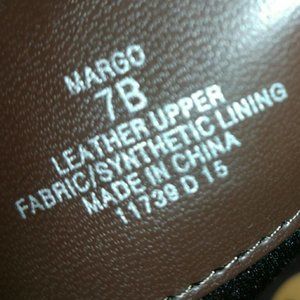 MARGO
7B
LEATHER UPPER
FABRIC/SYNTHETIC LINING
MADE IN CHINA
11739 D 15